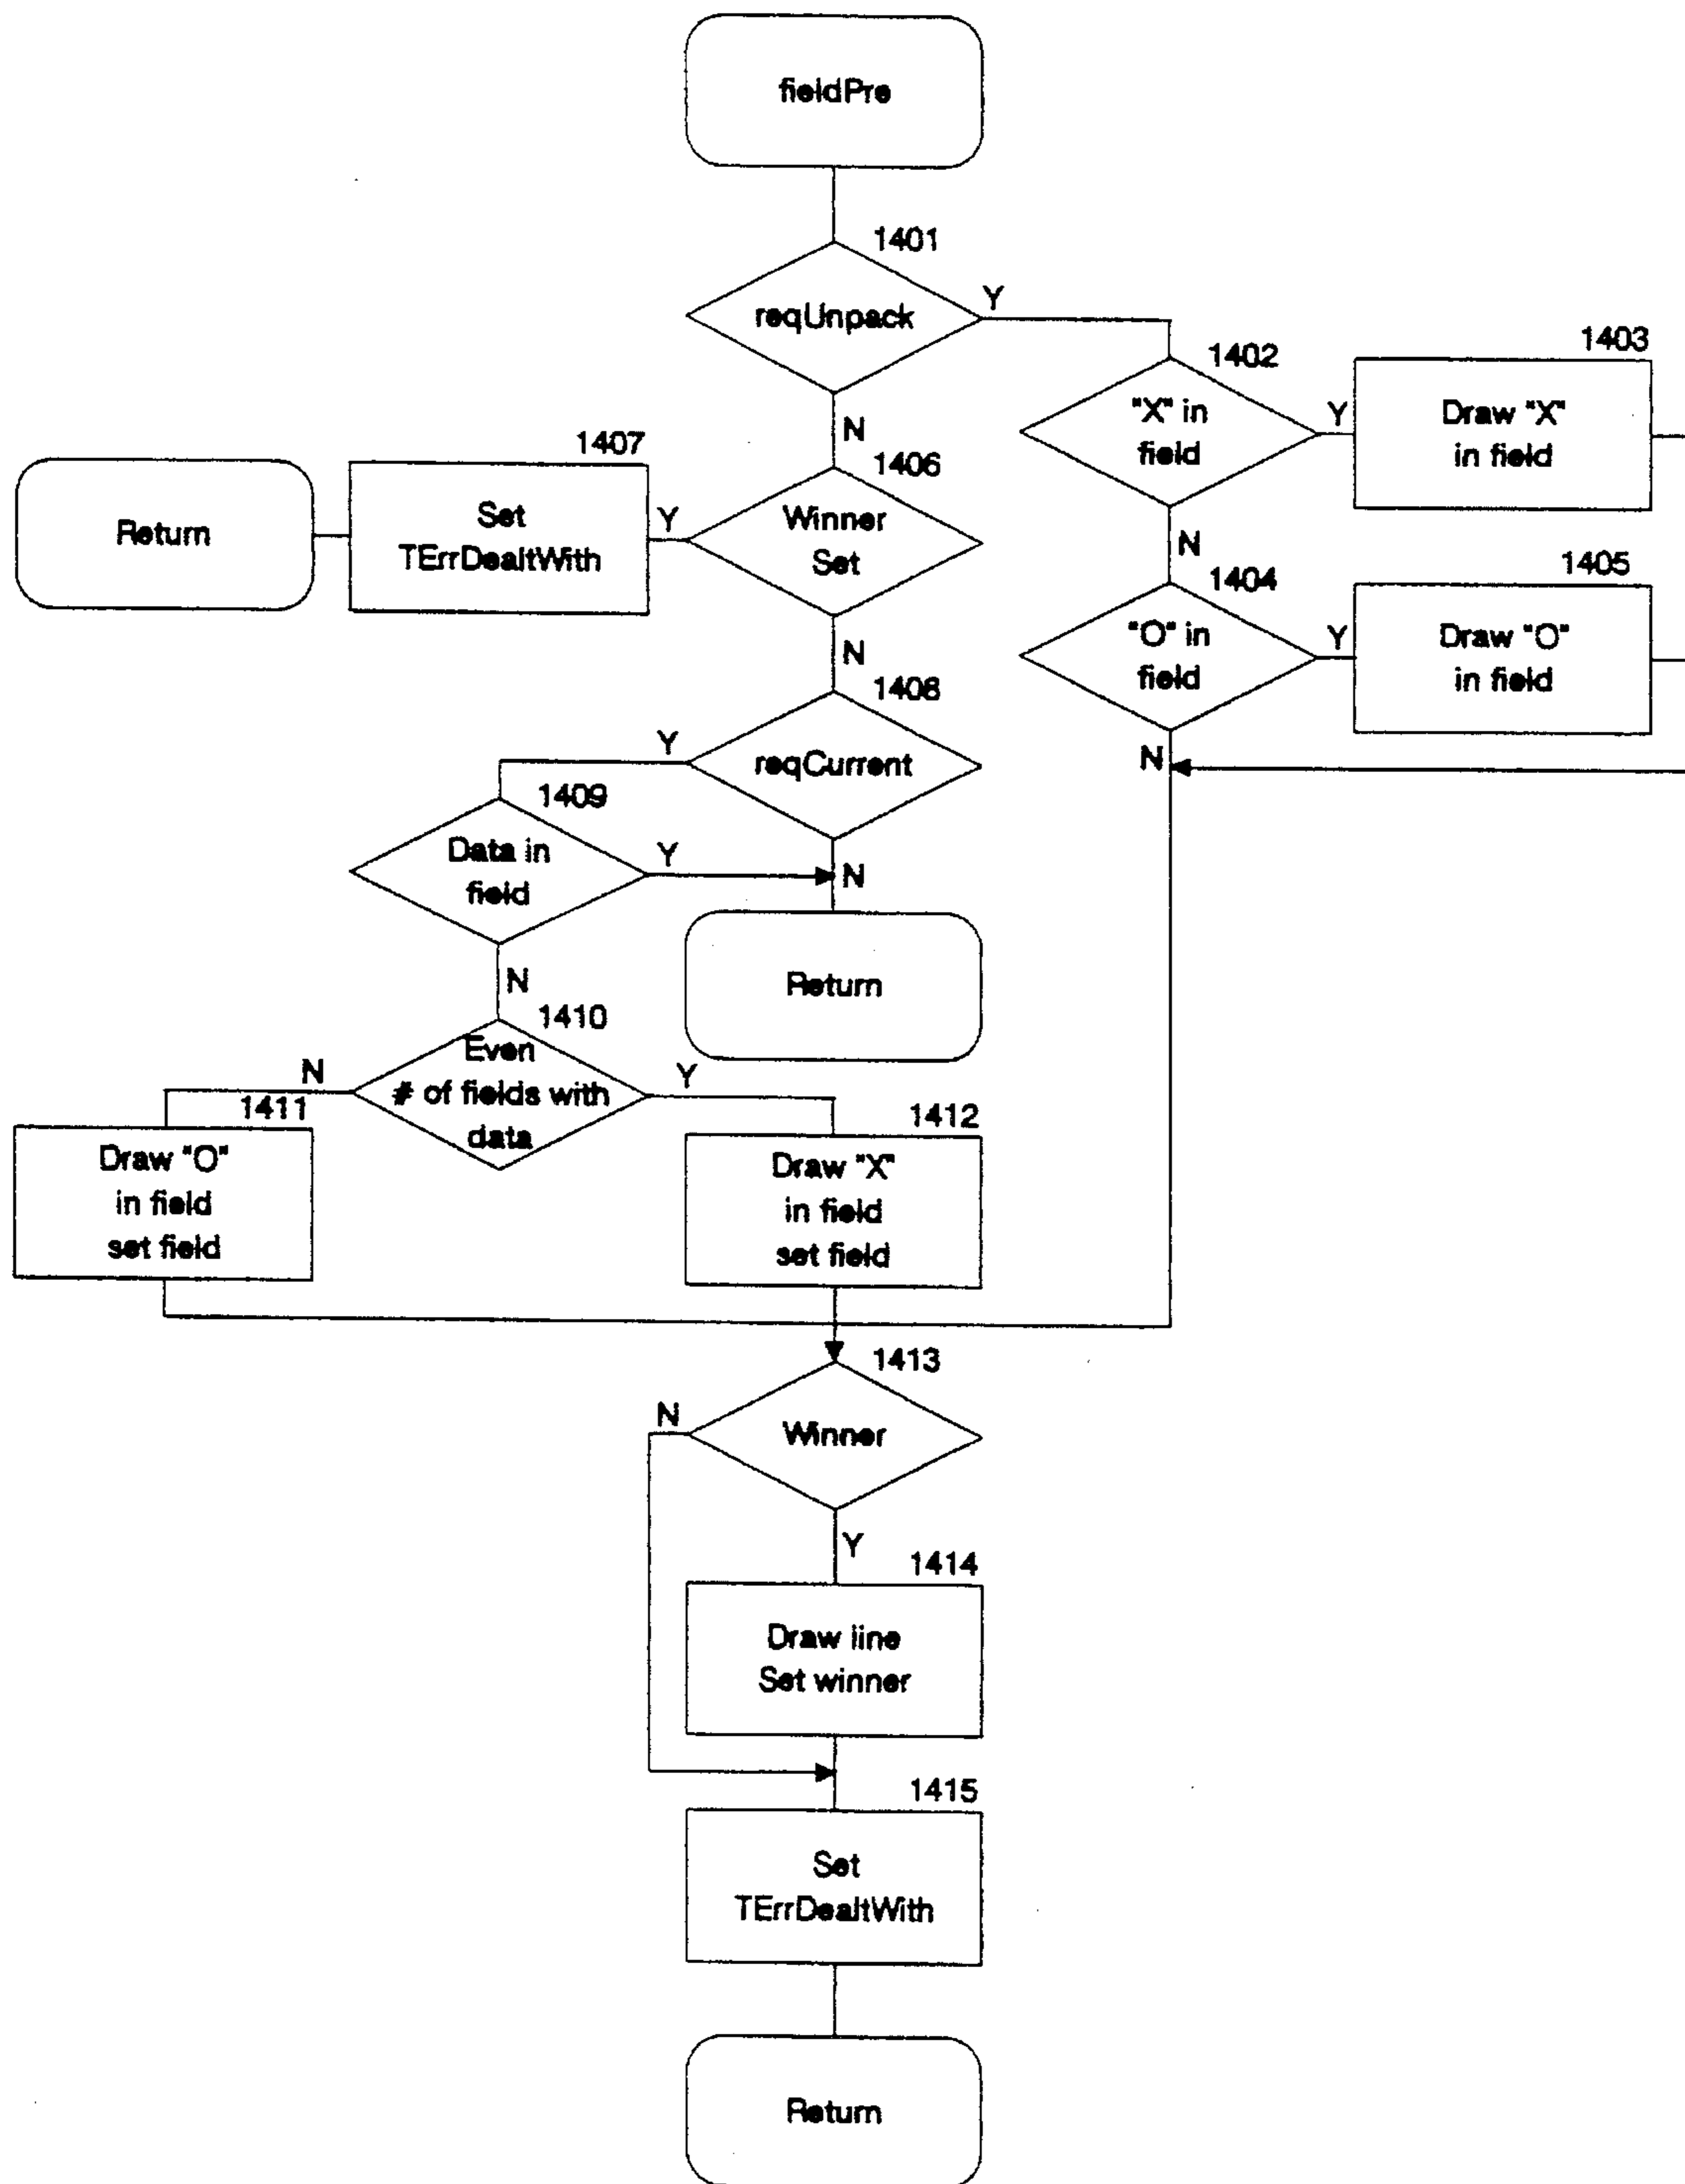 fieldPre
1401
reqUnpack
Y
N
1402
"X" in
field
Y
1403
Draw "X"
in field
N
1404
"O" in
field
Y
1405
Draw "O"
in field
N
1406
Winner
Set
Y
1407
Set
TErrDealtWith
Return
N
1408
reqCurrent
Y
N
1409
Data in
field
Y
Return
N
1410
Even
# of fields with
data
N
Y
1411
Draw "O"
in field
set field
1412
Draw "X"
in field
set field
1413
Winner
N
Y
1414
Draw line
Set winner
1415
Set
TErrDealtWith
Return